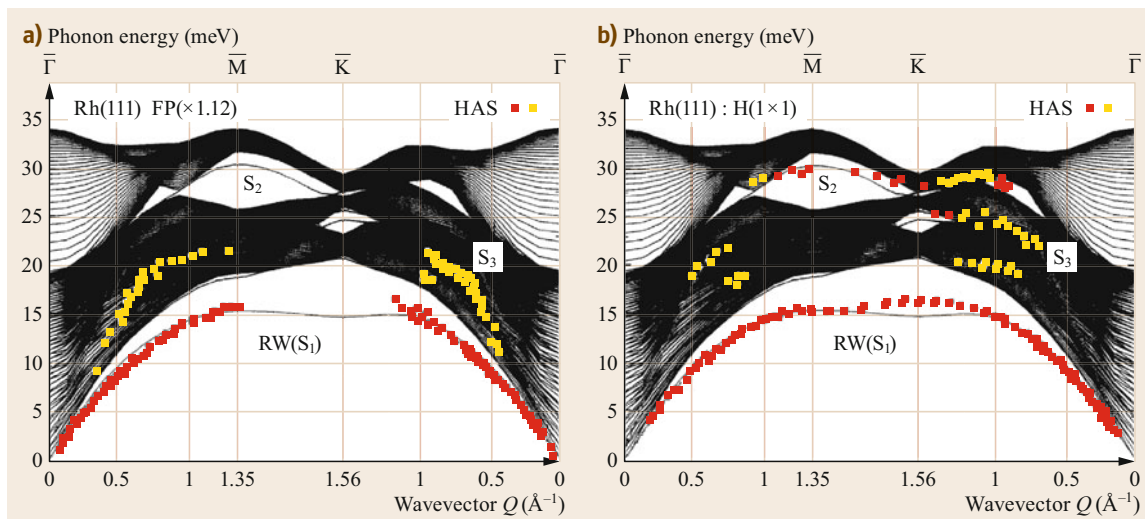 a) Phonon energy (meV)
Γ̅ M̅ K̅ Γ̅
Rh(111) FP(×1.12) HAS
35
30
S₂
25
S₃
20
15
RW(S₁)
10
5
0
0 0.5 1 1.35 1.56 1 0.5 0
Wavevector Q (Å⁻¹)
b) Phonon energy (meV)
Γ̅ M̅ K̅ Γ̅
Rh(111) : H(1×1) HAS
35
30
S₂
25
S₃
20
15
RW(S₁)
10
5
0
0 0.5 1 1.35 1.56 1 0.5 0
Wavevector Q (Å⁻¹)